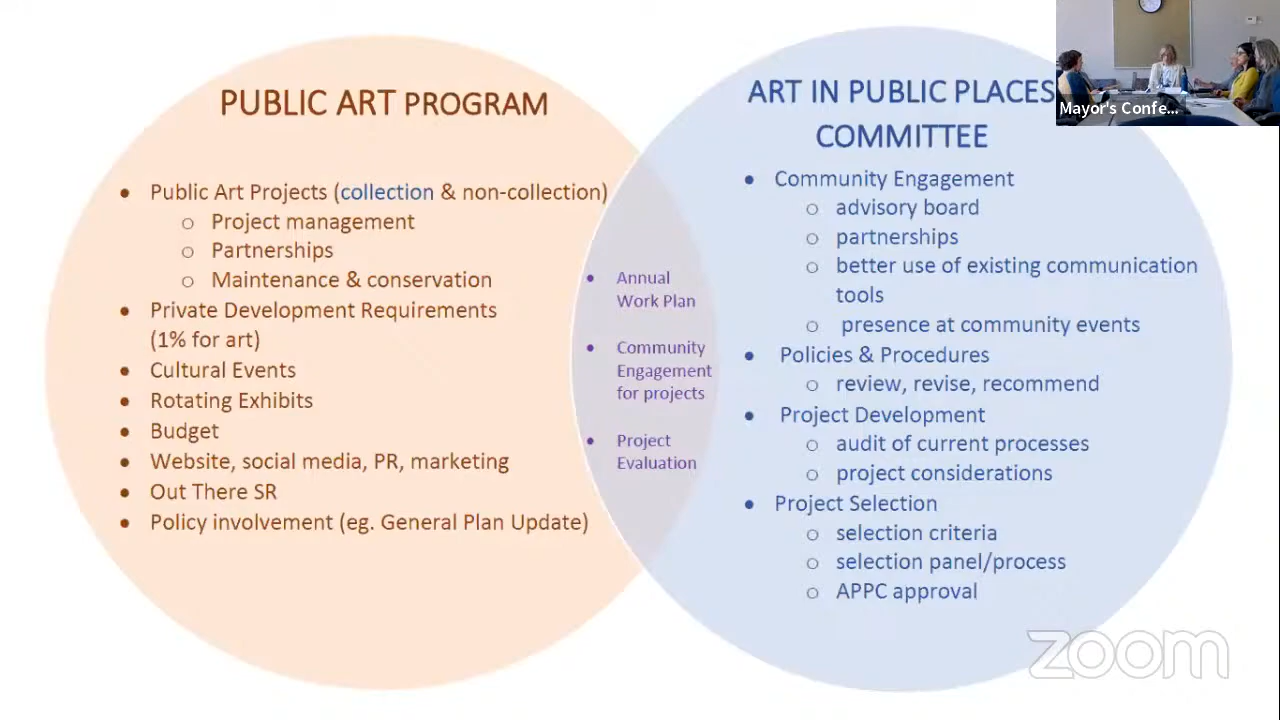 PUBLIC ART PROGRAM
• Public Art Projects (collection & non-collection)
o Project management
o Partnerships
o Maintenance & conservation
• Private Development Requirements
(1% for art)
• Cultural Events
• Rotating Exhibits
• Budget
• Website, social media, PR, marketing
• Out There SR
• Policy involvement (eg. General Plan Update)
• Annual
Work Plan
• Community
Engagement
for projects
• Project
Evaluation
ART IN PUBLIC PLACES
COMMITTEE
• Community Engagement
o advisory board
o partnerships
o better use of existing communication
tools
o presence at community events
• Policies & Procedures
o review, revise, recommend
• Project Development
o audit of current processes
o project considerations
• Project Selection
o selection criteria
o selection panel/process
o APPC approval
Mayor's Confe...
zoom